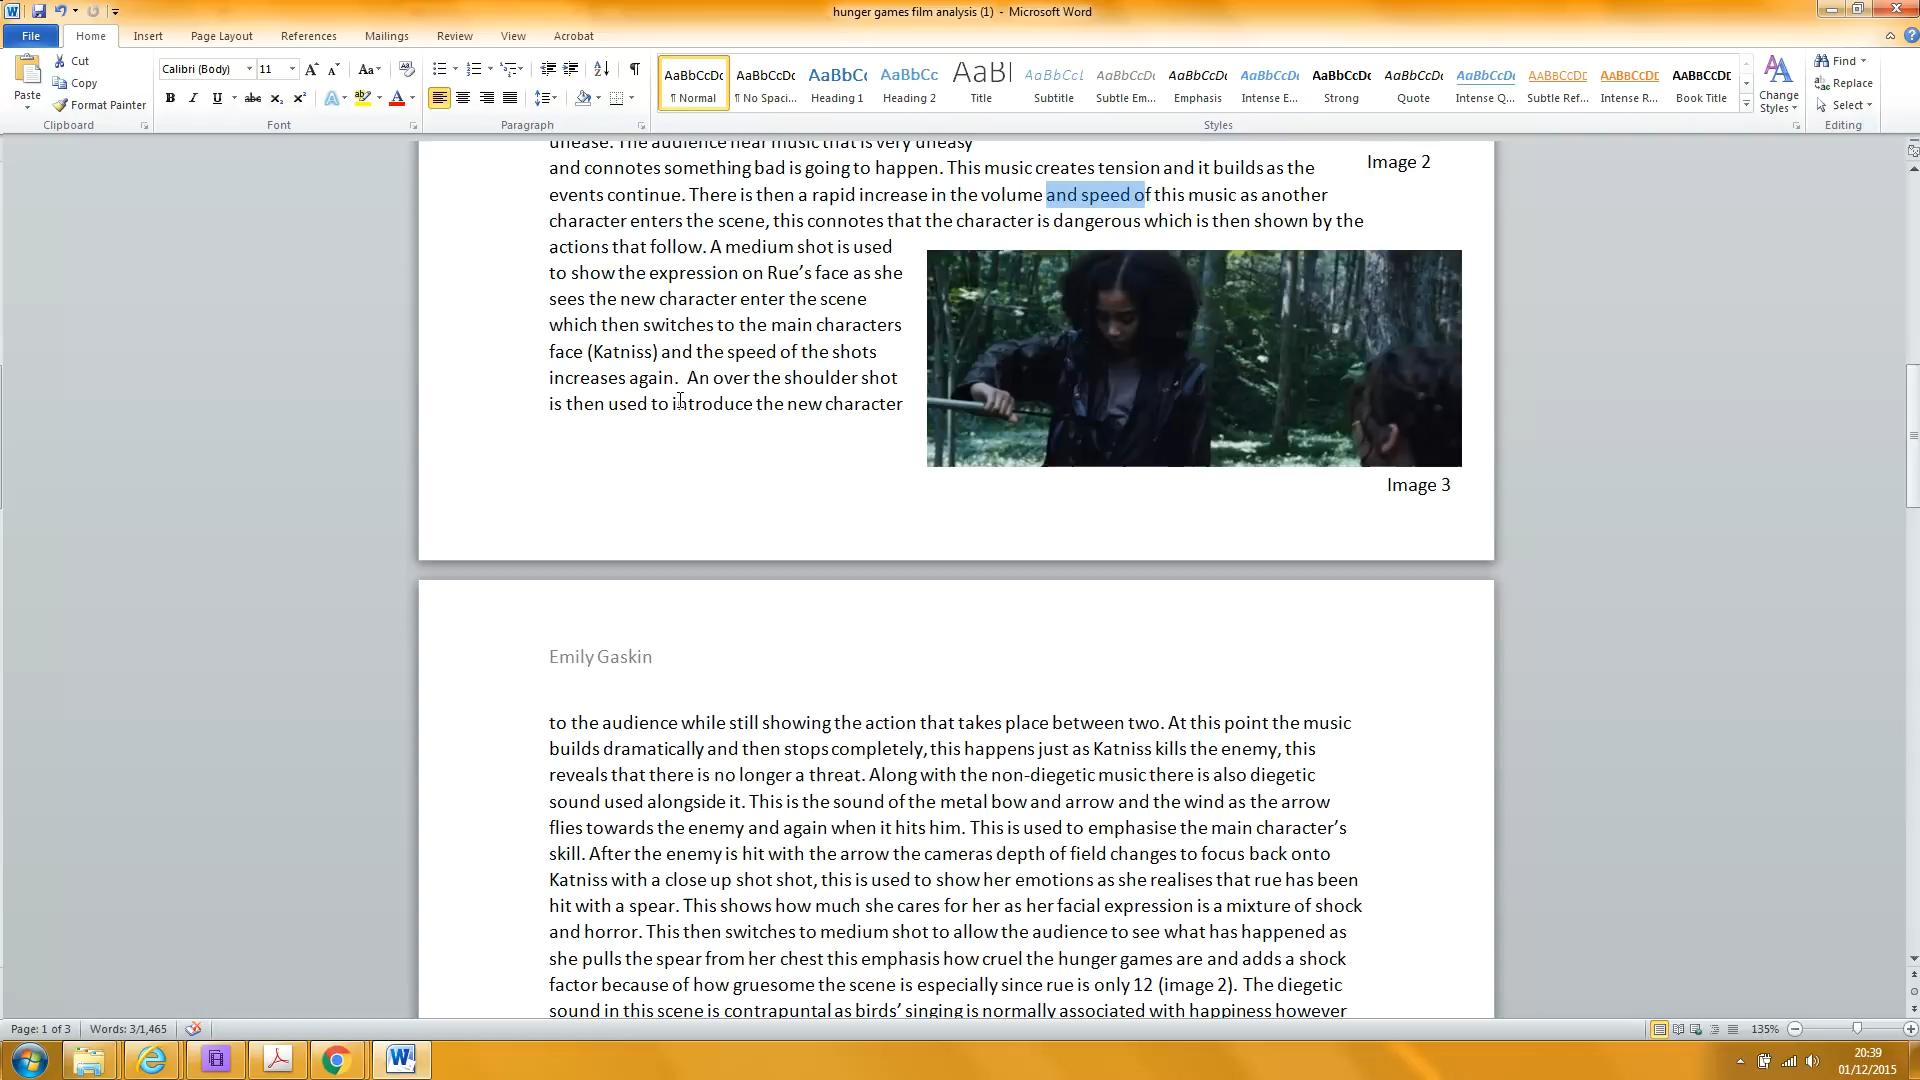 hunger games film analysis (1) - Microsoft Word
File Home Insert Page Layout References Mailings Review View Acrobat
Paste
Cut
Copy
Format Painter
Clipboard
Calibri (Body) 11
Font
Paragraph
AaBbCcDc AaBbCcDc AaBbC AaBbCc AaBl AaBbCcL AaBbCcDc AaBbCcDc AaBbCcDc AaBbCcDc AaBbCcDc AaBbCcDc AaBbCcDc AaBbCcDc AaBbCcDc
¶ Normal ¶ No Spaci... Heading 1 Heading 2 Title Subtitle Subtle Em... Emphasis Intense E... Strong Quote Intense Q... Subtle Ref... Intense R... Book Title
Styles
Change
Styles
Find
Replace
Select
Editing
unease. The audience hear music that is very uneasy
and connotes something bad is going to happen. This music creates tension and it builds as the
Image 2
events continue. There is then a rapid increase in the volume and speed of this music as another
character enters the scene, this connotes that the character is dangerous which is then shown by the
actions that follow. A medium shot is used
to show the expression on Rue’s face as she
sees the new character enter the scene
which then switches to the main characters
face (Katniss) and the speed of the shots
increases again.  An over the shoulder shot
is then used to introduce the new character
Image 3
Emily Gaskin
to the audience while still showing the action that takes place between two. At this point the music
builds dramatically and then stops completely, this happens just as Katniss kills the enemy, this
reveals that there is no longer a threat. Along with the non-diegetic music there is also diegetic
sound used alongside it. This is the sound of the metal bow and arrow and the wind as the arrow
flies towards the enemy and again when it hits him. This is used to emphasise the main character’s
skill. After the enemy is hit with the arrow the cameras depth of field changes to focus back onto
Katniss with a close up shot shot, this is used to show her emotions as she realises that rue has been
hit with a spear. This shows how much she cares for her as her facial expression is a mixture of shock
and horror. This then switches to medium shot to allow the audience to see what has happened as
she pulls the spear from her chest this emphasis how cruel the hunger games are and adds a shock
factor because of how gruesome the scene is especially since rue is only 12 (image 2). The diegetic
sound in this scene is contrapuntal as birds’ singing is normally associated with happiness however
Page: 1 of 3 Words: 3/1,465
135%
20:39
01/12/2015